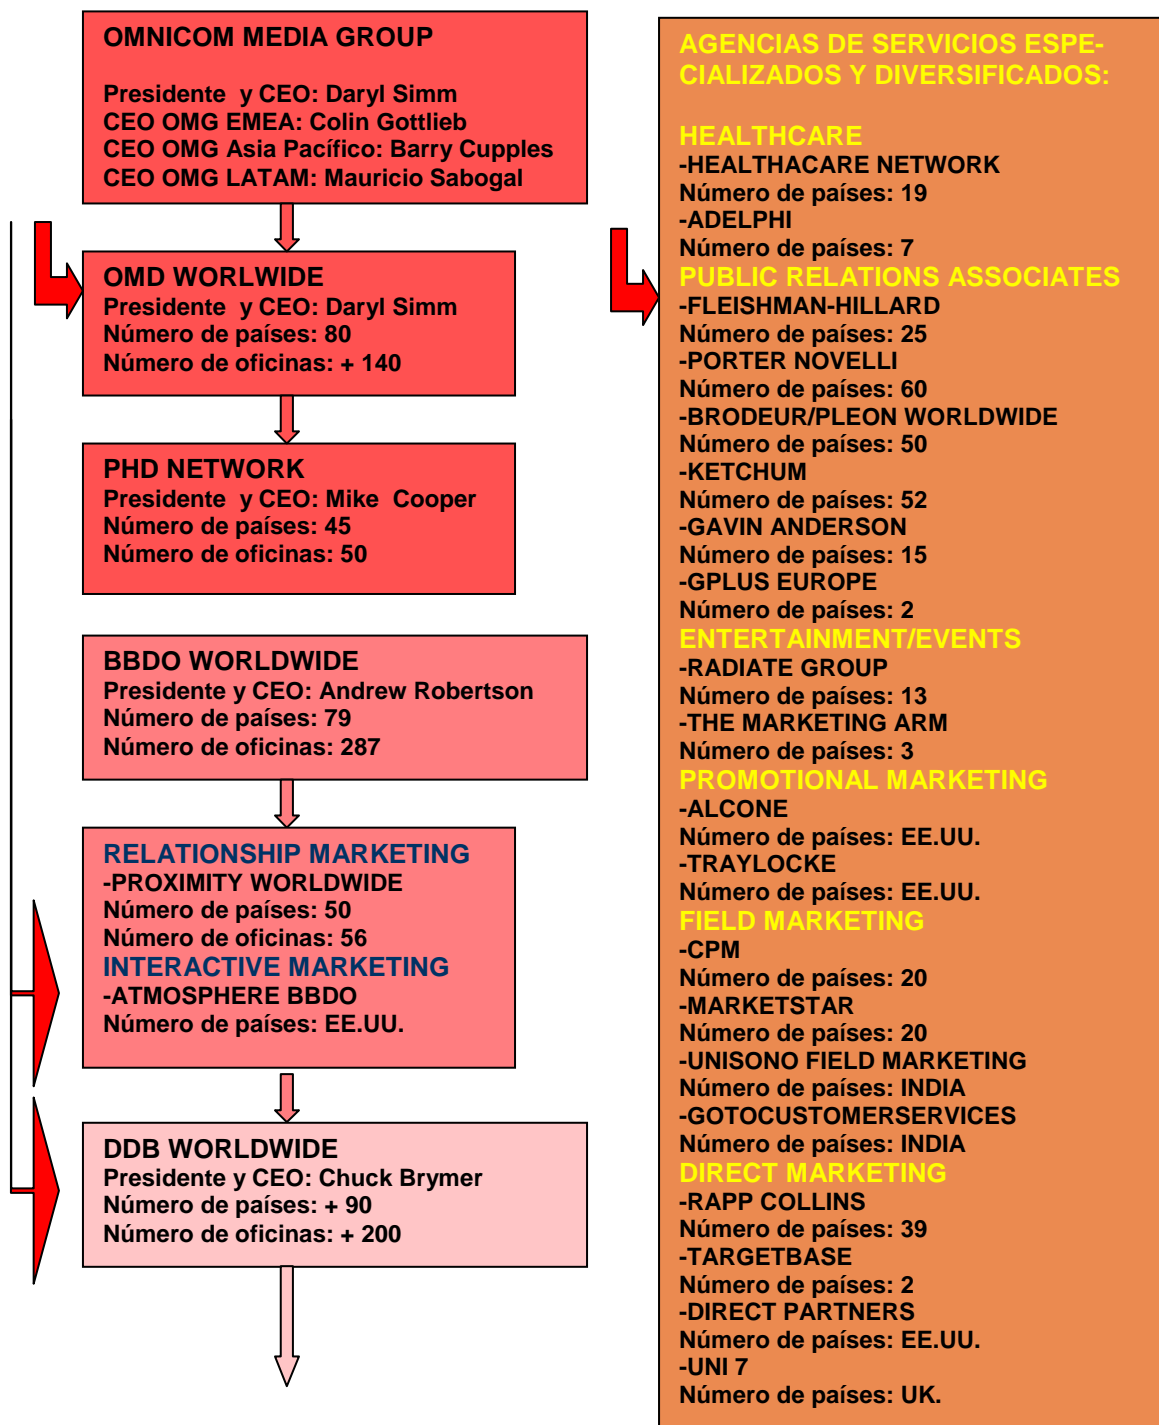 OMNICOM MEDIA GROUP
Presidente y CEO: Daryl Simm
CEO OMG EMEA: Colin Gottlieb
CEO OMG Asia Pacífico: Barry Cupples
CEO OMG LATAM: Mauricio Sabogal
OMD WORLWIDE
Presidente y CEO: Daryl Simm
Número de países: 80
Número de oficinas: + 140
PHD NETWORK
Presidente y CEO: Mike Cooper
Número de países: 45
Número de oficinas: 50
BBDO WORLDWIDE
Presidente y CEO: Andrew Robertson
Número de países: 79
Número de oficinas: 287
RELATIONSHIP MARKETING
-PROXIMITY WORLDWIDE
Número de países: 50
Número de oficinas: 56
INTERACTIVE MARKETING
-ATMOSPHERE BBDO
Número de países: EE.UU.
DDB WORLDWIDE
Presidente y CEO: Chuck Brymer
Número de países: + 90
Número de oficinas: + 200
AGENCIAS DE SERVICIOS ESPE-
CIALIZADOS Y DIVERSIFICADOS:
HEALTHCARE
-HEALTHACARE NETWORK
Número de países: 19
-ADELPHI
Número de países: 7
PUBLIC RELATIONS ASSOCIATES
-FLEISHMAN-HILLARD
Número de países: 25
-PORTER NOVELLI
Número de países: 60
-BRODEUR/PLEON WORLDWIDE
Número de países: 50
-KETCHUM
Número de países: 52
-GAVIN ANDERSON
Número de países: 15
-GPLUS EUROPE
Número de países: 2
ENTERTAINMENT/EVENTS
-RADIATE GROUP
Número de países: 13
-THE MARKETING ARM
Número de países: 3
PROMOTIONAL MARKETING
-ALCONE
Número de países: EE.UU.
-TRAYLOCKE
Número de países: EE.UU.
FIELD MARKETING
-CPM
Número de países: 20
-MARKETSTAR
Número de países: 20
-UNISONO FIELD MARKETING
Número de países: INDIA
-GOTOCUSTOMERSERVICES
Número de países: INDIA
DIRECT MARKETING
-RAPP COLLINS
Número de países: 39
-TARGETBASE
Número de países: 2
-DIRECT PARTNERS
Número de países: EE.UU.
-UNI 7
Número de países: UK.